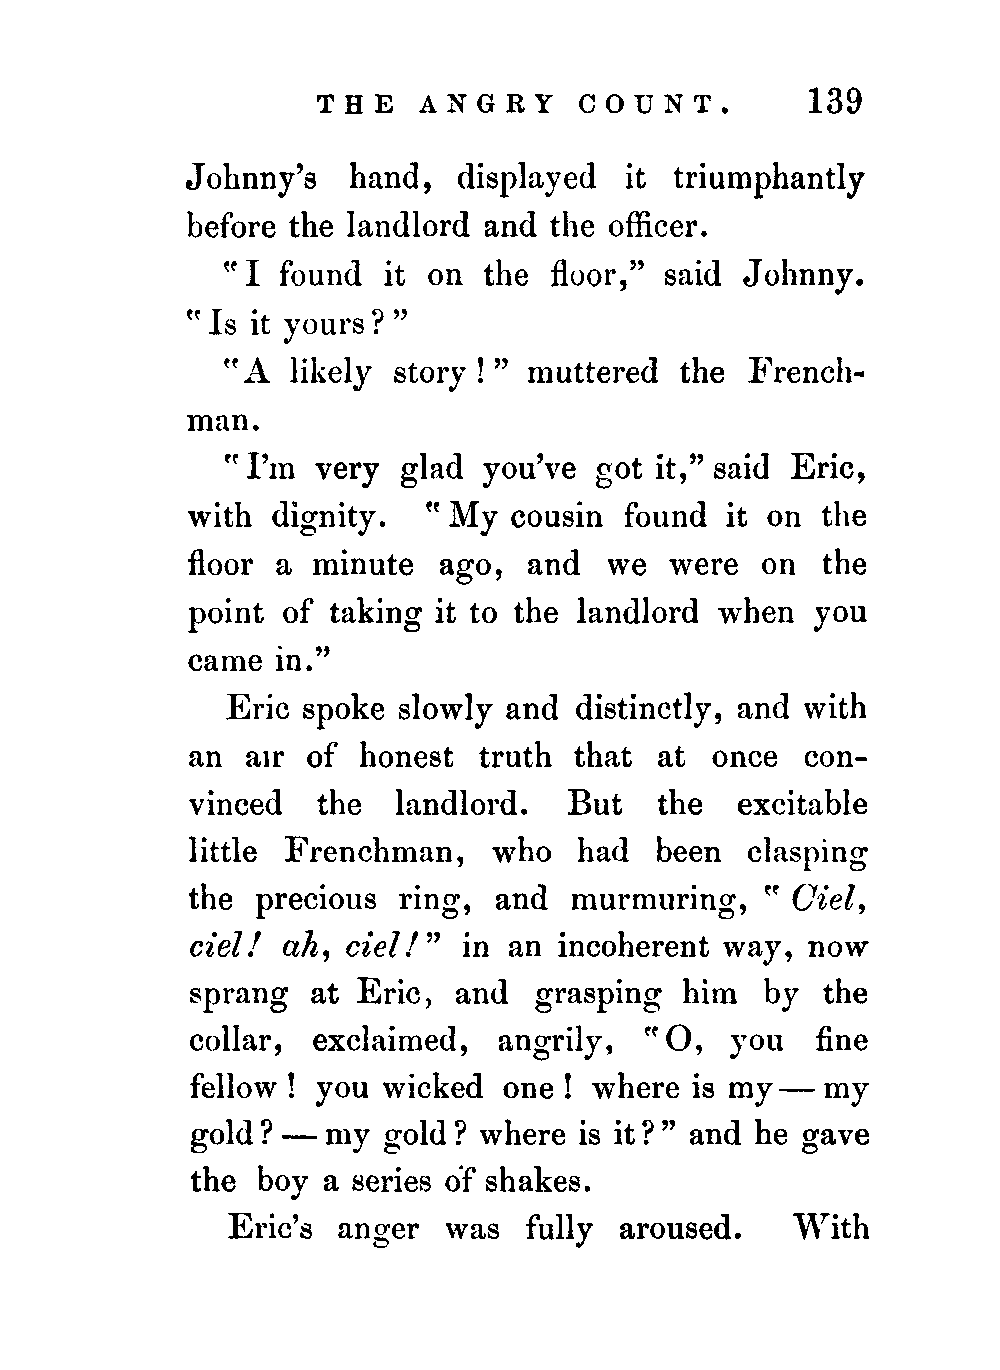 THE ANGRY COUNT. 139
Johnny's hand, displayed it triumphantly
before the landlord and the officer.
"I found it on the floor," said Johnny.
"Is it yours?"
"A likely story!" muttered the French-
man.
"I'm very glad you've got it," said Eric,
with dignity. "My cousin found it on the
floor a minute ago, and we were on the
point of taking it to the landlord when you
came in."
Eric spoke slowly and distinctly, and with
an air of honest truth that at once con-
vinced the landlord. But the excitable
little Frenchman, who had been clasping
the precious ring, and murmuring, "Ciel,
ciel! ah, ciel!" in an incoherent way, now
sprang at Eric, and grasping him by the
collar, exclaimed, angrily, "O, you fine
fellow! you wicked one! where is my — my
gold? — my gold? where is it?" and he gave
the boy a series of shakes.
Eric's anger was fully aroused. With